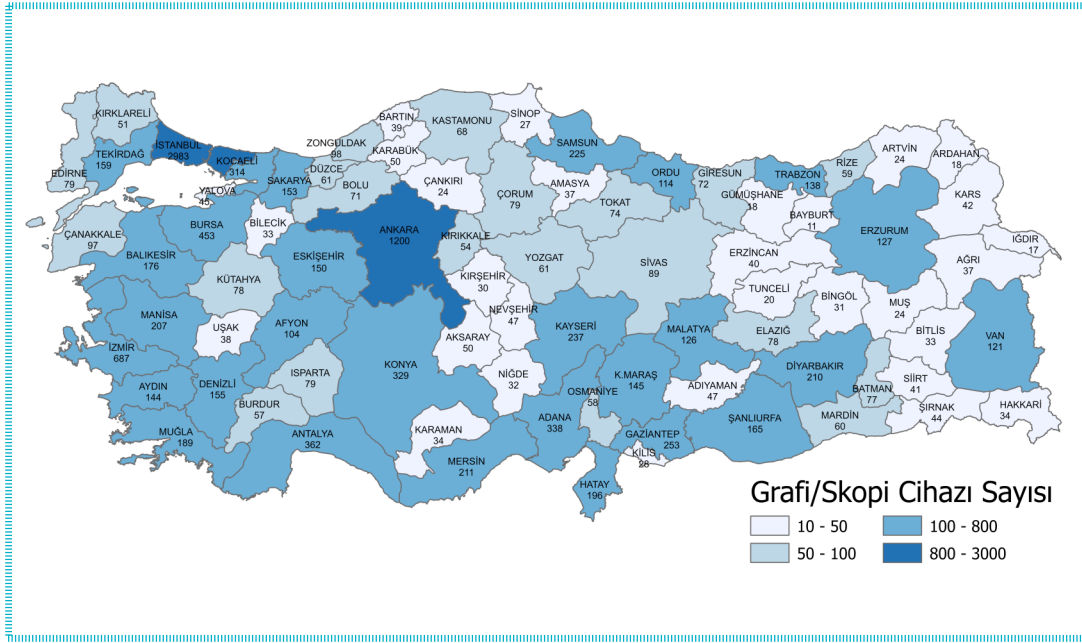 KIRKLARELİ
51
TEKİRDAĞ
159
EDİRNE
79
İSTANBUL
2983
KOCAELİ
314
YALOVA
45
SAKARYA
153
DÜZCE
61
BOLU
71
ZONGULDAK
98
BARTIN
39
KARABÜK
50
KASTAMONU
68
SİNOP
27
ÇANKIRI
24
SAMSUN
225
AMASYA
37
ÇORUM
79
TOKAT
74
ORDU
114
GİRESUN
72
GÜMÜŞHANE
18
TRABZON
138
RİZE
59
ARTVİN
24
ARDAHAN
18
KARS
42
BAYBURT
11
ERZURUM
127
IĞDIR
17
AĞRI
37
ÇANAKKALE
97
BALIKESİR
176
BURSA
453
BİLECİK
33
ESKİŞEHİR
150
ANKARA
1200
KIRIKKALE
54
KIRŞEHİR
30
YOZGAT
61
SİVAS
89
ERZİNCAN
40
TUNCELİ
20
BİNGÖL
31
MUŞ
24
BİTLİS
33
VAN
121
KÜTAHYA
78
MANİSA
207
UŞAK
38
AFYON
104
İZMİR
687
AYDIN
144
DENİZLİ
155
MUĞLA
189
BURDUR
57
ISPARTA
79
ANTALYA
362
KONYA
329
AKSARAY
50
NEVŞEHİR
47
NİĞDE
32
KAYSERİ
237
KARAMAN
34
MERSİN
211
ADANA
338
OSMANİYE
58
HATAY
196
K.MARAŞ
145
MALATYA
126
ELAZIĞ
78
ADIYAMAN
47
GAZİANTEP
253
KİLİS
28
ŞANLIURFA
165
DİYARBAKIR
210
MARDİN
60
BATMAN
77
SİİRT
41
ŞIRNAK
44
HAKKARİ
34
Grafi/Skopi Cihazı Sayısı
10 - 50
100 - 800
50 - 100
800 - 3000